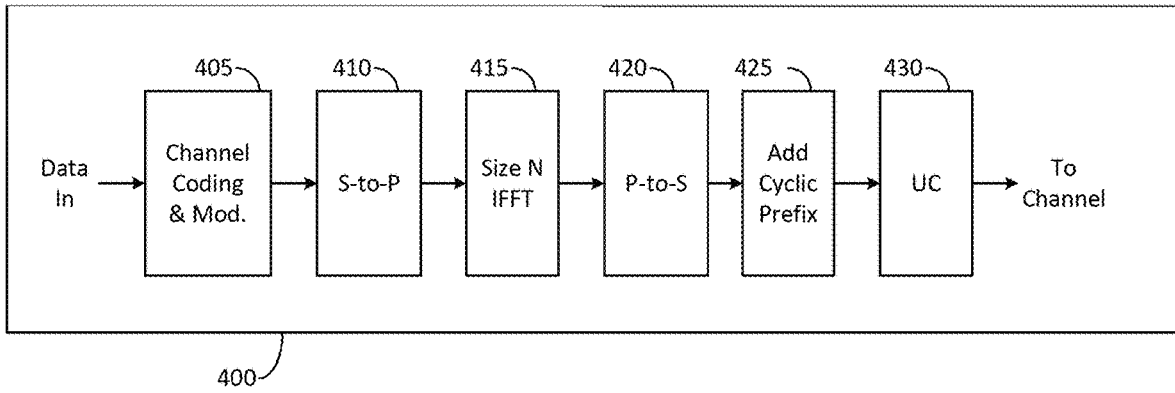 405
410
415
420
425
430
Data
In
Channel
Coding
& Mod.
S-to-P
Size N
IFFT
P-to-S
Add
Cyclic
Prefix
UC
To
Channel
400